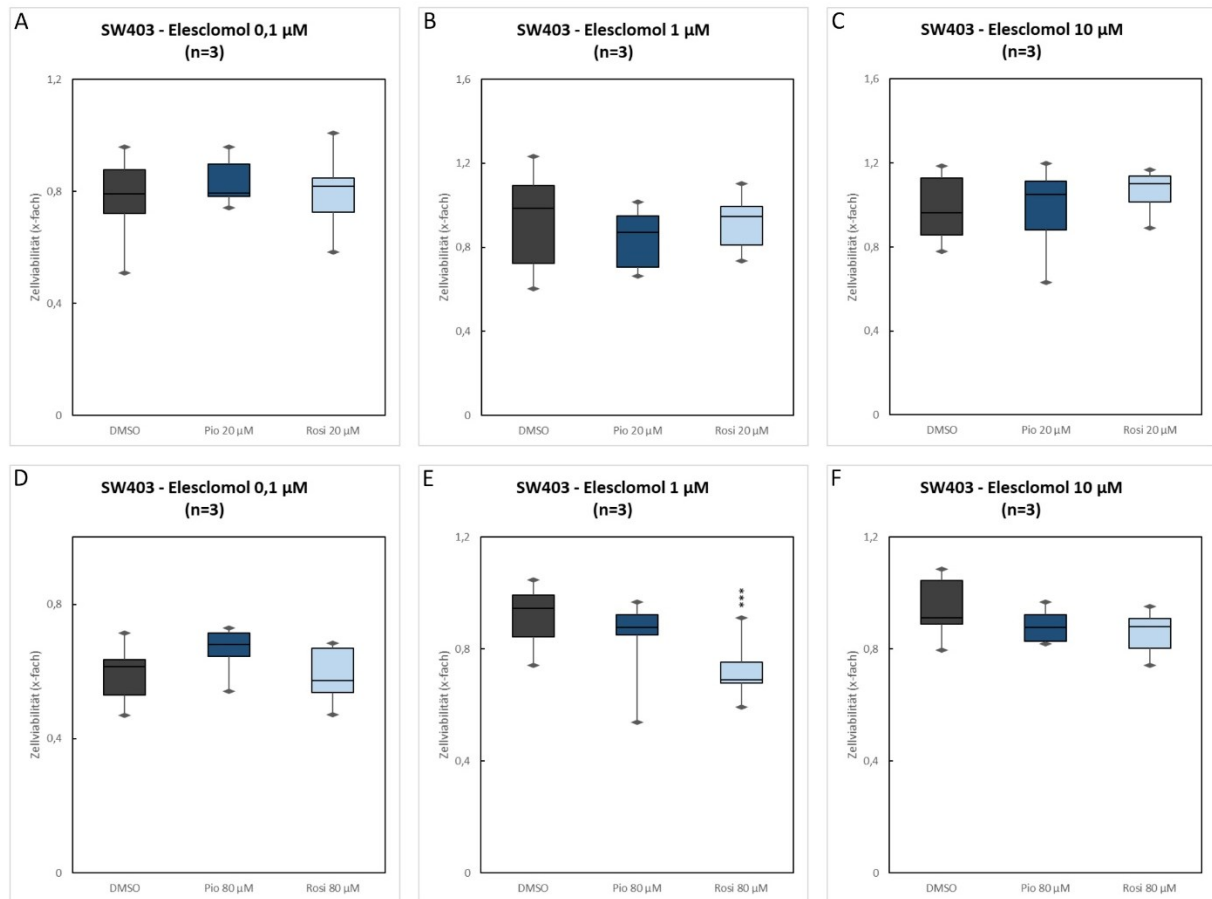 A
SW403 - Elesclomol 0,1 µM
(n=3)
Zellviabilität (x-fach)
1,2
0,8
0,4
0
DMSO
Pio 20 µM
Rosi 20 µM
B
SW403 - Elesclomol 1 µM
(n=3)
Zellviabilität (x-fach)
1,6
1,2
0,8
0,4
0
DMSO
Pio 20 µM
Rosi 20 µM
C
SW403 - Elesclomol 10 µM
(n=3)
Zellviabilität (x-fach)
1,6
1,2
0,8
0,4
0
DMSO
Pio 20 µM
Rosi 20 µM
D
SW403 - Elesclomol 0,1 µM
(n=3)
Zellviabilität (x-fach)
0,8
0,4
0
DMSO
Pio 80 µM
Rosi 80 µM
E
SW403 - Elesclomol 1 µM
(n=3)
Zellviabilität (x-fach)
1,2
0,8
0,4
0
***
DMSO
Pio 80 µM
Rosi 80 µM
F
SW403 - Elesclomol 10 µM
(n=3)
Zellviabilität (x-fach)
1,2
0,8
0,4
0
DMSO
Pio 80 µM
Rosi 80 µM